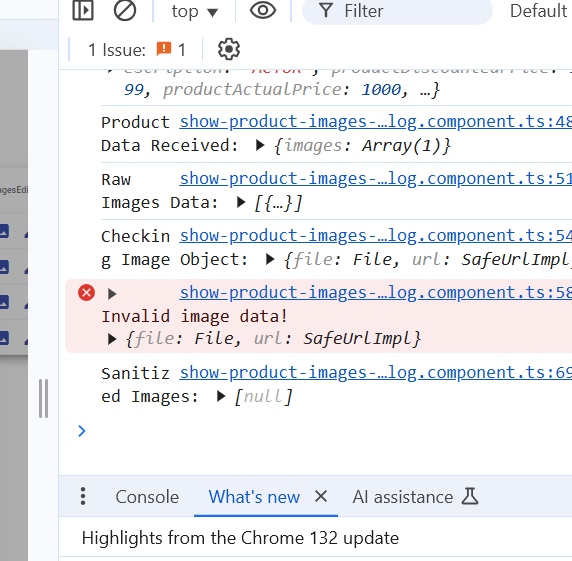 top ▼
Filter
Default
1 Issue: 1
99, productActualPrice: 1000, …}
Product show-product-images-…log.component.ts:48
Data Received: ▶ {images: Array(1)}
Raw show-product-images-…log.component.ts:51
Images Data: ▶ [{…}]
Checkin show-product-images-…log.component.ts:54
g Image Object: ▶ {file: File, url: SafeUrlImpl
▶ show-product-images-…log.component.ts:58
Invalid image data!
▶ {file: File, url: SafeUrlImpl}
Sanitiz show-product-images-…log.component.ts:69
ed Images: ▶ [null]
Console
What's new
AI assistance
Highlights from the Chrome 132 update